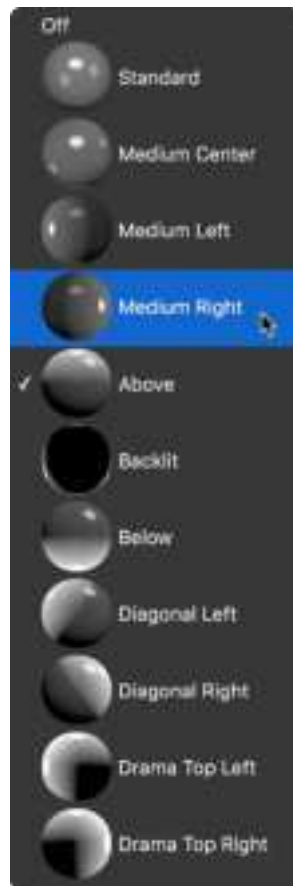 Off
Standard
Medium Center
Medium Left
Medium Right
Above
Backlit
Below
Diagonal Left
Diagonal Right
Drama Top Left
Drama Top Right